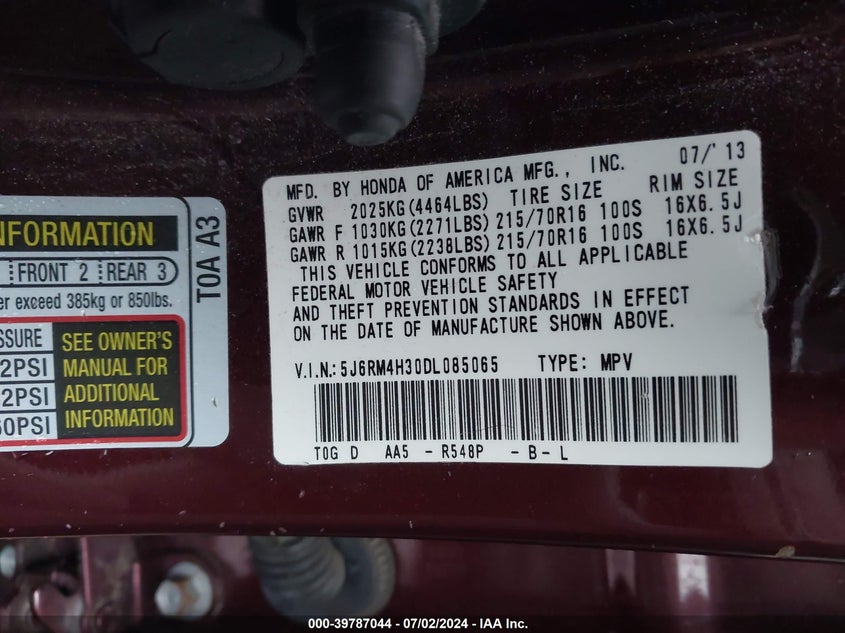 NFORMATION
FRONT 2 REAR 3
er exceed 385kg or 850lbs.
SSURE
2PSI
2PSI
60PSI
SEE OWNER'S
MANUAL FOR
ADDITIONAL
INFORMATION
T0A A3
MFD. BY HONDA OF AMERICA MFG., INC. 07/'13
GVWR 2025KG(4464LBS) TIRE SIZE RIM SIZE
GAWR F 1030KG(2271LBS) 215/70R16 100S 16X6.5J
GAWR R 1015KG(2238LBS) 215/70R16 100S 16X6.5J
THIS VEHICLE CONFORMS TO ALL APPLICABLE
FEDERAL MOTOR VEHICLE SAFETY
AND THEFT PREVENTION STANDARDS IN EFFECT
ON THE DATE OF MANUFACTURE SHOWN ABOVE.
V.I.N.: 5J6RM4H30DL085065 TYPE: MPV
T0G D AA5 - R548P - B - L
000-39787044 / 07/02/2024 - IAA Inc.